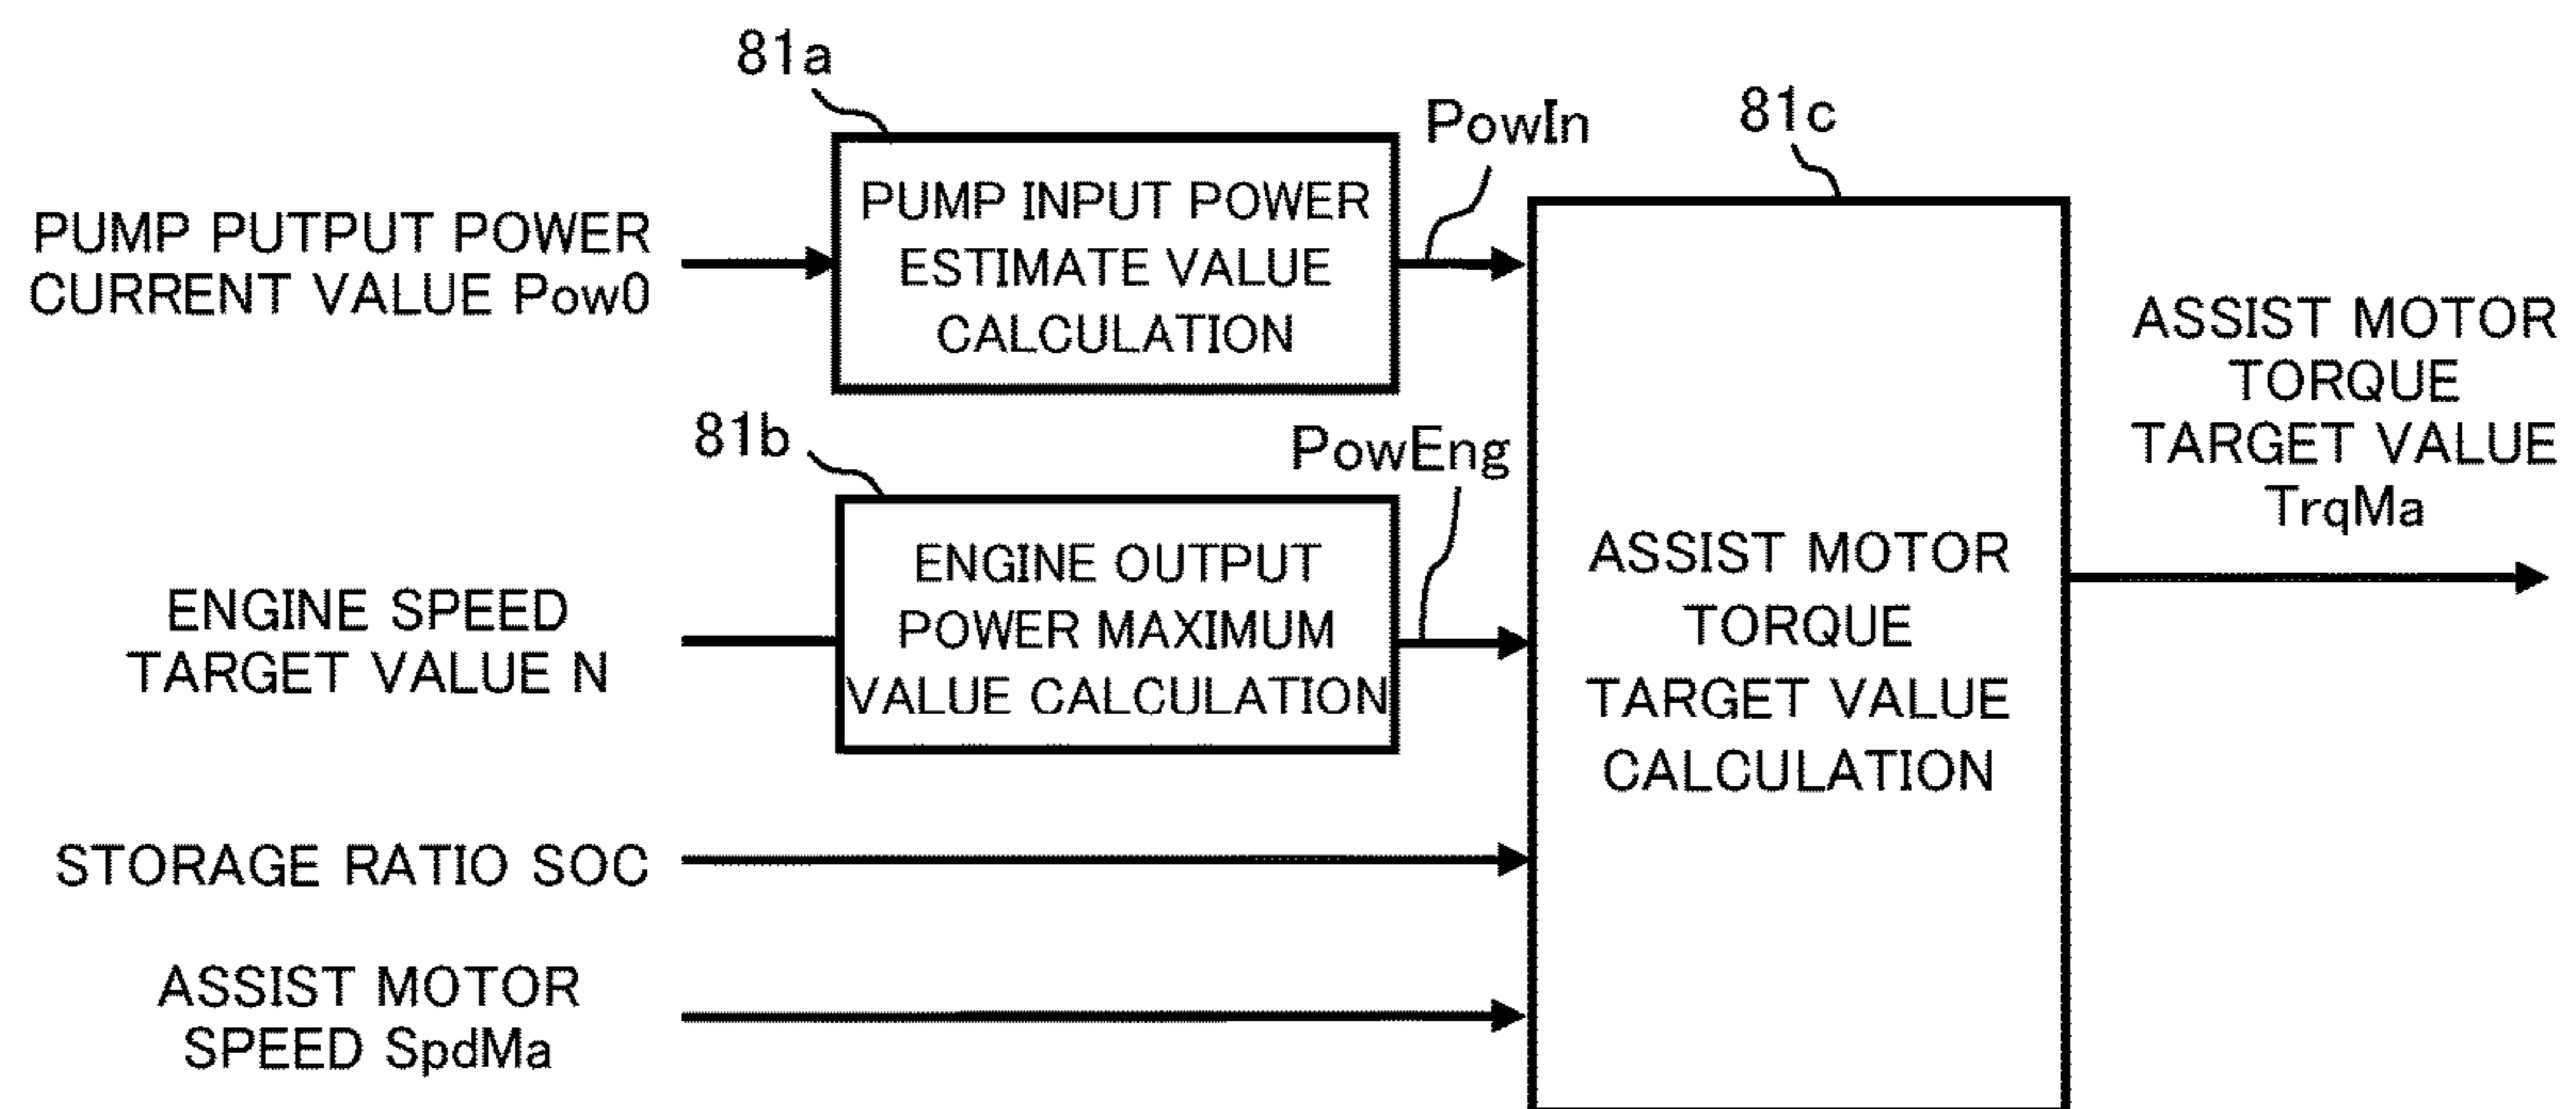 81a
PowIn
81c
PUMP PUTPUT POWER
CURRENT VALUE Pow0
PUMP INPUT POWER
ESTIMATE VALUE
CALCULATION
81b
PowEng
ENGINE SPEED
TARGET VALUE N
ENGINE OUTPUT
POWER MAXIMUM
VALUE CALCULATION
STORAGE RATIO SOC
ASSIST MOTOR
SPEED SpdMa
ASSIST MOTOR
TORQUE
TARGET VALUE
CALCULATION
ASSIST MOTOR
TORQUE
TARGET VALUE
TrqMa